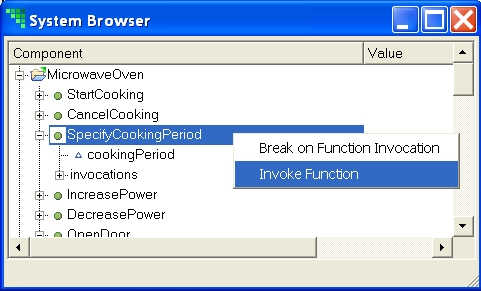 System Browser
Component Value
MicrowaveOven
StartCooking
CancelCooking
SpecifyCookingPeriod
Break on Function Invocation
cookingPeriod
Invoke Function
invocations
IncreasePower
DecreasePower
OpenDoor